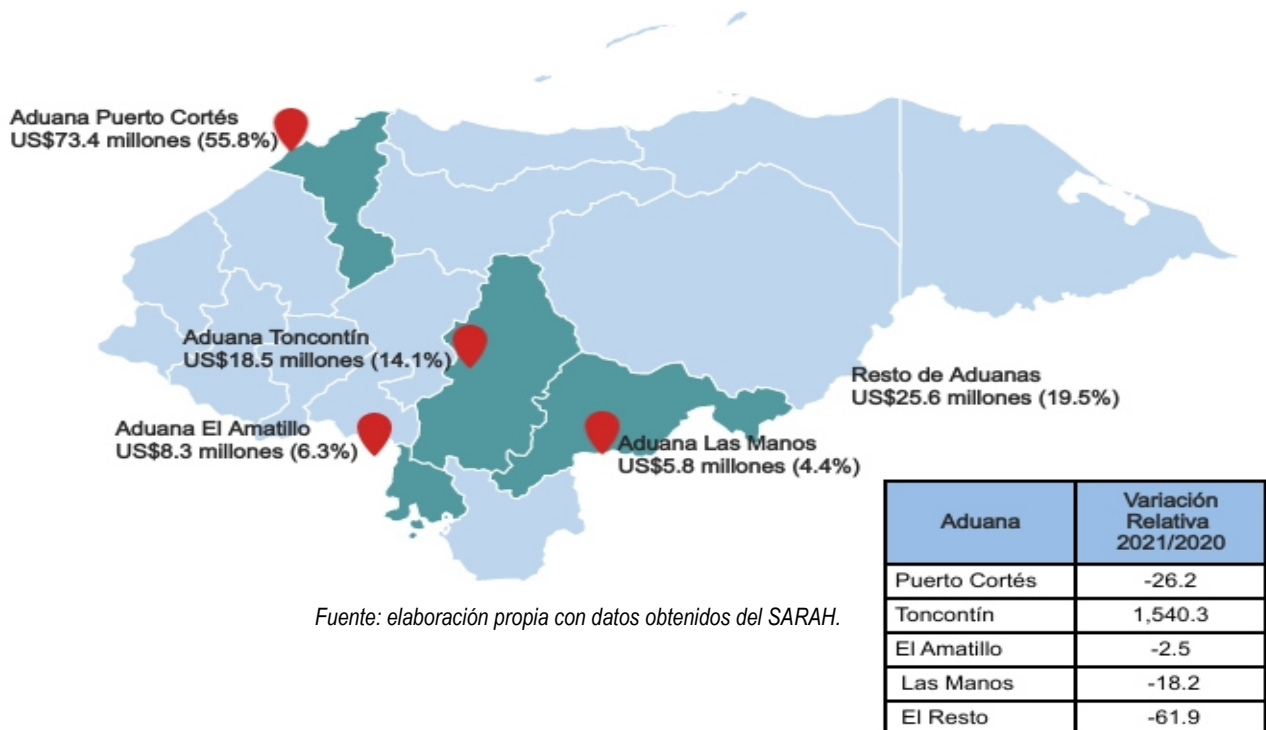 Aduana Puerto Cortés
US$73.4 millones (55.8%)
Aduana Toncontín
US$18.5 millones (14.1%)
Aduana El Amatillo
US$8.3 millones (6.3%)
Aduana Las Manos
US$5.8 millones (4.4%)
Resto de Aduanas
US$25.6 millones (19.5%)
Fuente: elaboración propia con datos obtenidos del SARAH.
Aduana
Variación
Relativa
2021/2020
Puerto Cortés -26.2
Toncontín 1,540.3
El Amatillo -2.5
Las Manos -18.2
El Resto -61.9